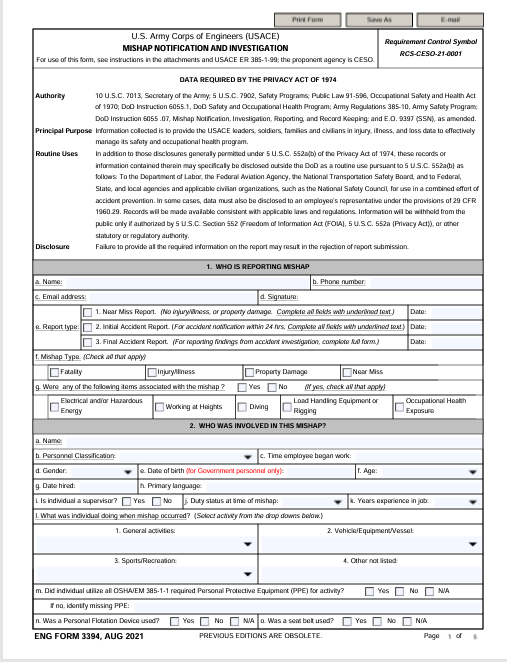 Print Form Save As E-mail
U.S. Army Corps of Engineers (USACE)
MISHAP NOTIFICATION AND INVESTIGATION
For use of this form, see instructions in the attachments and USACE ER 385-1-99; the proponent agency is CESO.
Requirement Control Symbol
RCS-CESO-21-0001
DATA REQUIRED BY THE PRIVACY ACT OF 1974
Authority 10 U.S.C. 7013, Secretary of the Army; 5 U.S.C. 7902, Safety Programs; Public Law 91-596, Occupational Safety and Health Act
of 1970; DoD Instruction 6055.1, DoD Safety and Occupational Health Program; Army Regulations 385-10, Army Safety Program;
DoD Instruction 6055 .07, Mishap Notification, Investigation, Reporting, and Record Keeping; and E.O. 9397 (SSN), as amended.
Principal Purpose Information collected is to provide the USACE leaders, soldiers, families and civilians in injury, illness, and loss data to effectively
manage its safety and occupational health program.
Routine Uses In addition to those disclosures generally permitted under 5 U.S.C. 552a(b) of the Privacy Act of 1974, these records or
information contained therein may specifically be disclosed outside the DoD as a routine use pursuant to 5 U.S.C. 552a(b) as
follows: To the Department of Labor, the Federal Aviation Agency, the National Transportation Safety Board, and to Federal,
State, and local agencies and applicable civilian organizations, such as the National Safety Council, for use in a combined effort of
accident prevention. In some cases, data must also be disclosed to an employee's representative under the provisions of 29 CFR
1960.29. Records will be made available consistent with applicable laws and regulations. Information will be withheld from the
public only if authorized by 5 U.S.C. Section 552 (Freedom of Information Act (FOIA), 5 U.S.C. 552a (Privacy Act)), or other
statutory or regulatory authority.
Disclosure Failure to provide all the required information on the report may result in the rejection of report submission.
1. WHO IS REPORTING MISHAP
a. Name: b. Phone number:
c. Email address: d. Signature:
e. Report type:
1. Near Miss Report. (No injury/illness, or property damage. Complete all fields with underlined text.) Date:
2. Initial Accident Report. (For accident notification within 24 hrs, Complete all fields with underlined text.) Date:
3. Final Accident Report. (For reporting findings from accident investigation, complete full form.) Date:
f. Mishap Type. (Check all that apply)
Fatality Injury/Illness Property Damage Near Miss
g. Were any of the following items associated with the mishap ? Yes No (If yes, check all that apply)
Electrical and/or Hazardous Energy Working at Heights Diving Load Handling Equipment or Rigging Occupational Health Exposure
2. WHO WAS INVOLVED IN THIS MISHAP?
a. Name:
b. Personnel Classification: c. Time employee began work:
d. Gender: e. Date of birth (for Government personnel only): f. Age:
g. Date hired: h. Primary language:
i. Is individual a supervisor? Yes No j. Duty status at time of mishap: k. Years experience in job:
l. What was individual doing when mishap occurred? (Select activity from the drop downs below.)
1. General activities: 2. Vehicle/Equipment/Vessel:
3. Sports/Recreation: 4. Other not listed:
m. Did individual utilize all OSHA/EM 385-1-1 required Personal Protective Equipment (PPE) for activity? Yes No N/A
If no, identify missing PPE:
n. Was a Personal Flotation Device used? Yes No N/A o. Was a seat belt used? Yes No N/A
ENG FORM 3394, AUG 2021 PREVIOUS EDITIONS ARE OBSOLETE. Page of